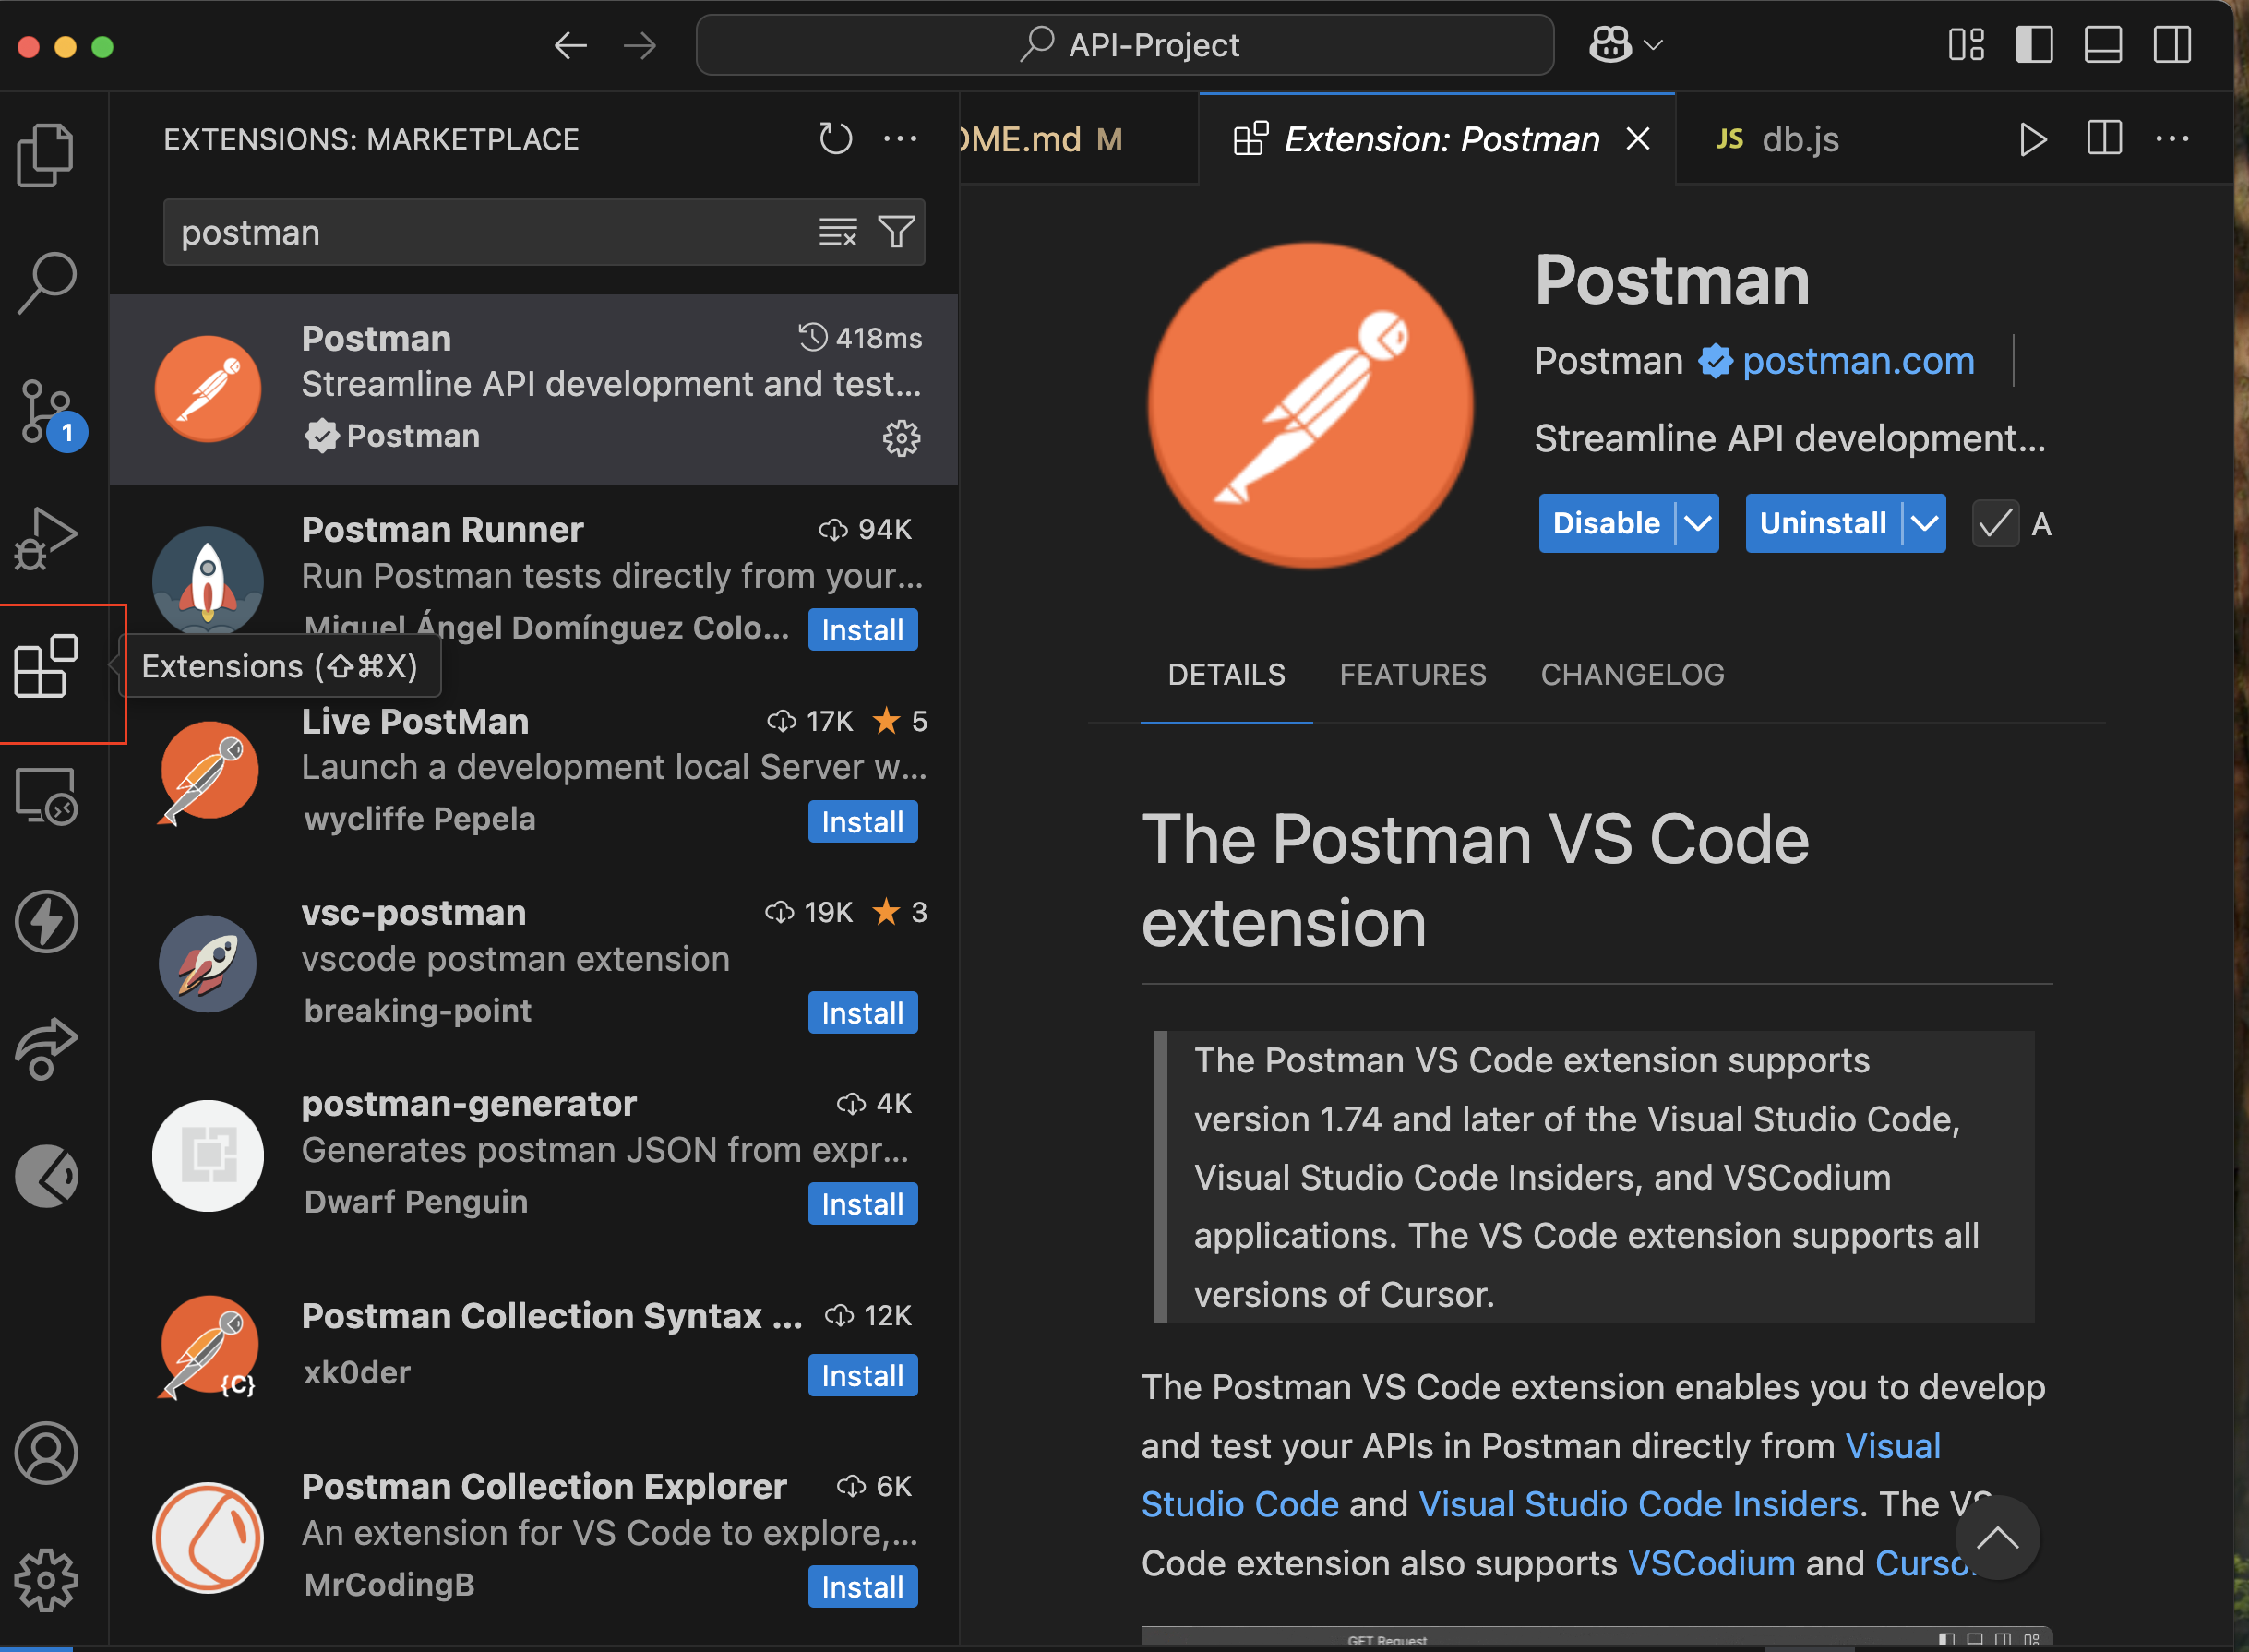 API-Project
EXTENSIONS: MARKETPLACE
postman
Postman 418ms
Streamline API development and test...
Postman
Postman Runner 94K
Run Postman tests directly from your...
Miguel Ángel Domínguez Colo... Install
Extensions (⇧⌘X)
Live PostMan 17K ★ 5
Launch a development local Server w...
wycliffe Pepela Install
vsc-postman 19K ★ 3
vscode postman extension
breaking-point Install
postman-generator 4K
Generates postman JSON from expr...
Dwarf Penguin Install
Postman Collection Syntax ... 12K
xk0der Install
{C}
Postman Collection Explorer 6K
An extension for VS Code to explore,...
MrCodingB Install
1
OME.md M
Extension: Postman
JS db.js
Postman
Postman postman.com
Streamline API development...
Disable Uninstall A
DETAILS FEATURES CHANGELOG
The Postman VS Code
extension
The Postman VS Code extension supports
version 1.74 and later of the Visual Studio Code,
Visual Studio Code Insiders, and VSCodium
applications. The VS Code extension supports all
versions of Cursor.
The Postman VS Code extension enables you to develop
and test your APIs in Postman directly from Visual
Studio Code and Visual Studio Code Insiders. The VS
Code extension also supports VSCodium and Cursor
GET Request